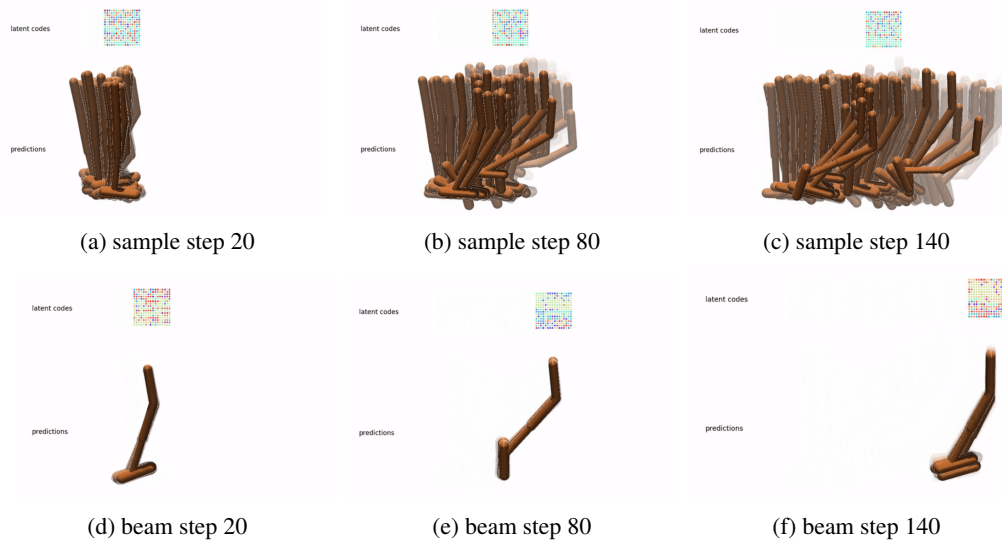 latent codes
latent codes
latent codes
predictions
predictions
predictions
(a) sample step 20
(b) sample step 80
(c) sample step 140
latent codes
latent codes
latent codes
predictions
predictions
predictions
(d) beam step 20
(e) beam step 80
(f) beam step 140